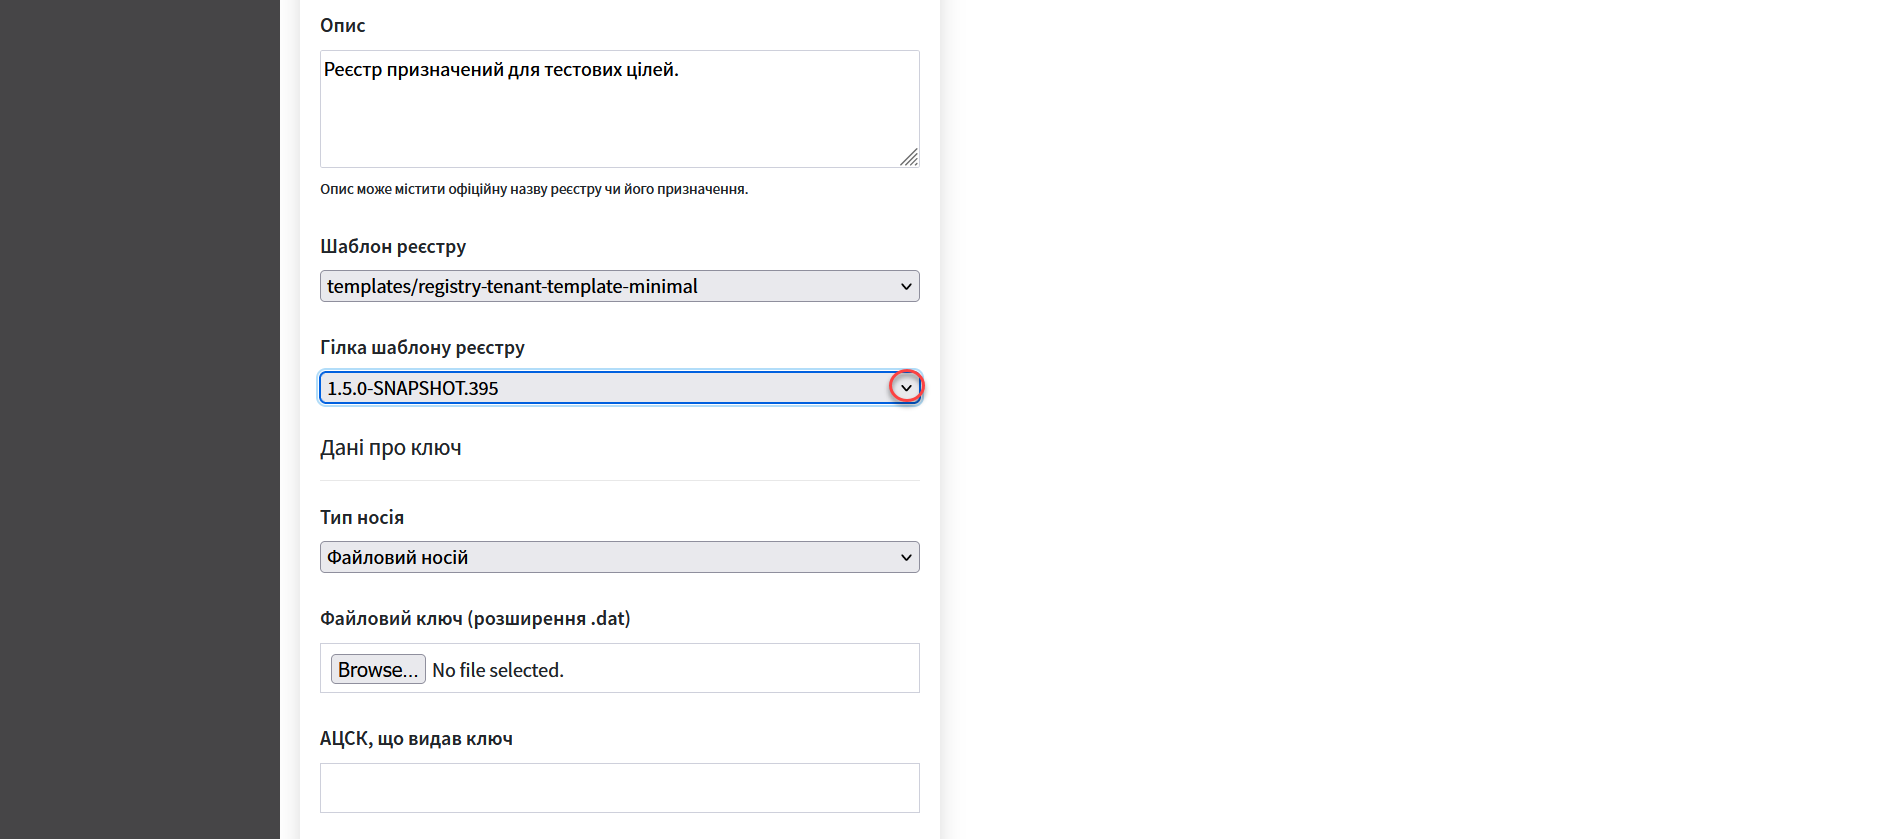 Опис
Реєстр призначений для тестових цілей.
Опис може містити офіційну назву реєстру чи його призначення.
Шаблон реєстру
templates/registry-tenant-template-minimal
Гілка шаблону реєстру
1.5.0-SNAPSHOT.395
Дані про ключ
Тип носія
Файловий носій
Файловий ключ (розширення .dat)
Browse... No file selected.
АЦСК, що видав ключ